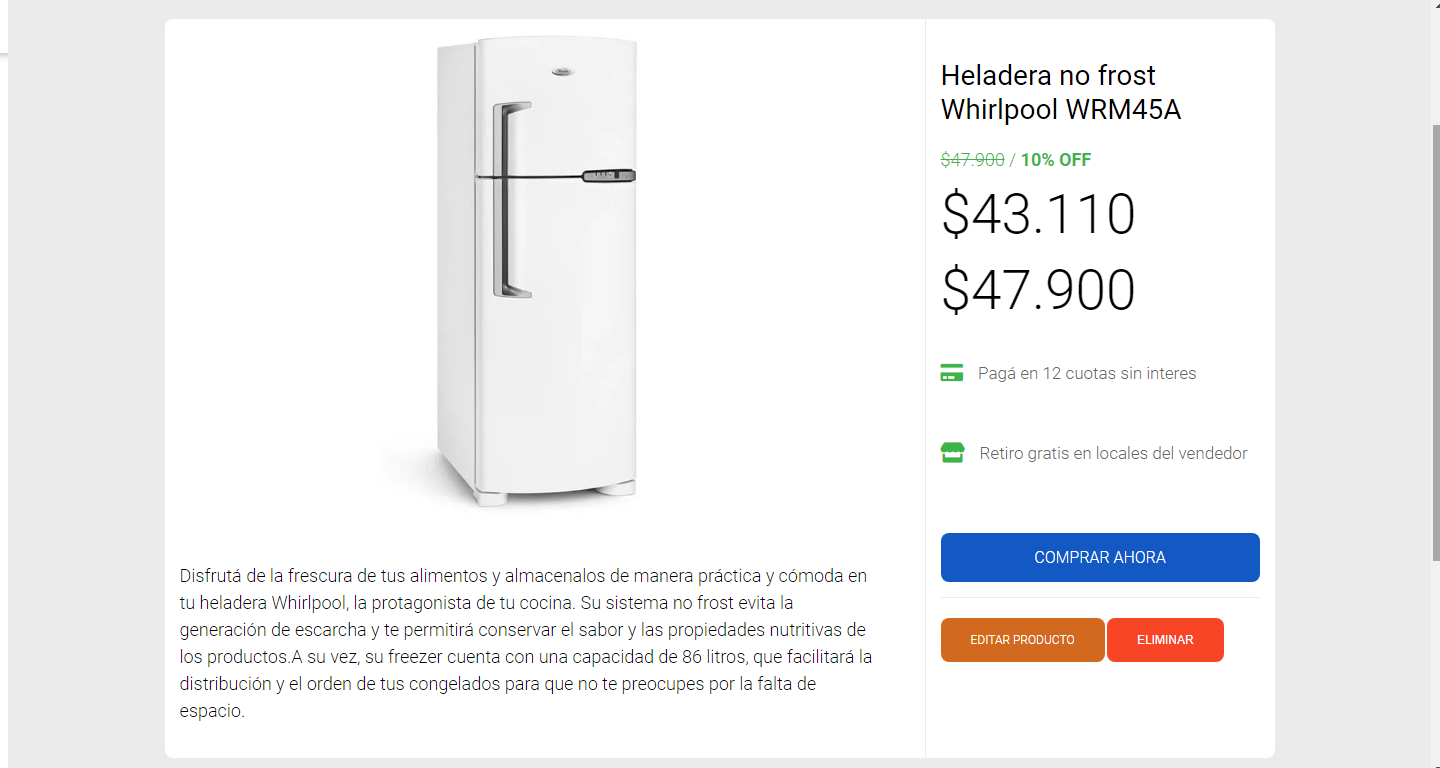 Heladera no frost
Whirlpool WRM45A
$47.900 / 10% OFF
$43.110
$47.900
Pagá en 12 cuotas sin interes
Retiro gratis en locales del vendedor
COMPRAR AHORA
EDITAR PRODUCTO ELIMINAR
Disfrutá de la frescura de tus alimentos y almacenalos de manera práctica y cómoda en
tu heladera Whirlpool, la protagonista de tu cocina. Su sistema no frost evita la
generación de escarcha y te permitirá conservar el sabor y las propiedades nutritivas de
los productos.A su vez, su freezer cuenta con una capacidad de 86 litros, que facilitará la
distribución y el orden de tus congelados para que no te preocupes por la falta de
espacio.